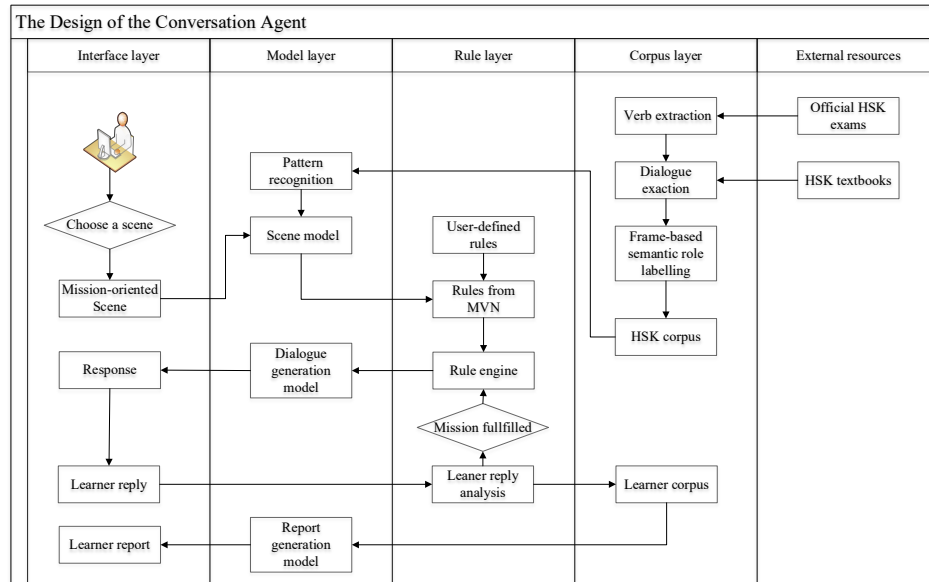 The Design of the Conversation Agent
Interface layer
Model layer
Rule layer
Corpus layer
External resources
Verb extraction
Official HSK
exams
Pattern
recognition
Dialogue
exaction
HSK textbooks
Choose a scene
Scene model
User-defined
rules
Frame-based
semantic role
labelling
Mission-oriented
Scene
Rules from
MVN
HSK corpus
Response
Dialogue
generation
model
Rule engine
Mission fullfilled
Learner reply
Leaner reply
analysis
Learner corpus
Learner report
Report
generation
model